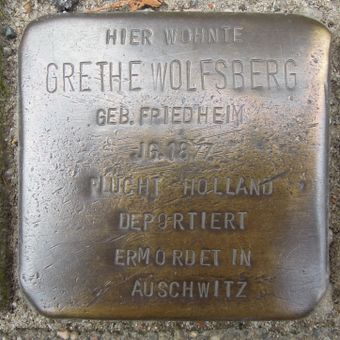 HIER WOHNTE
GRETHE WOLFSBERG
GEB. FRIEDHEIM
JG.
FLUCHT HOLLAND
DEPORTIERT
ERMORDET IN
AUSCHWITZ